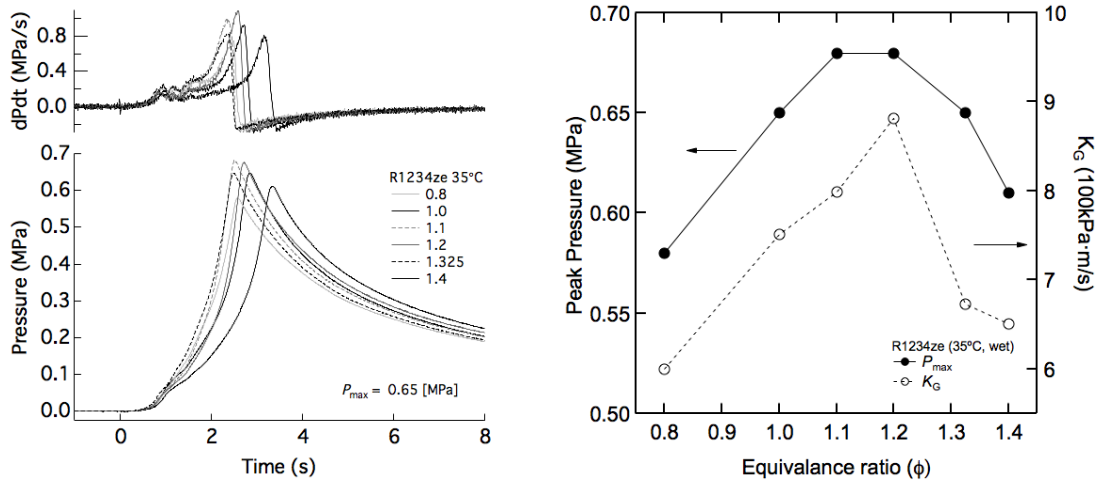 dPdt (MPa/s)
0.8
0.4
0.0
Pressure (MPa)
0.7
0.6
0.5
0.4
0.3
0.2
0.1
0.0
R1234ze 35ºC
0.8
1.0
1.1
1.2
1.325
1.4
Pmax = 0.65 [MPa]
0 2 4 6 8
Time (s)
Peak Pressure (MPa)
0.70
0.65
0.60
0.55
0.50
R1234ze (35ºC, wet)
Pmax
KG
10
9
8
7
6
KG (100kPa·m/s)
0.8 0.9 1.0 1.1 1.2 1.3 1.4
Equivalance ratio (ϕ)